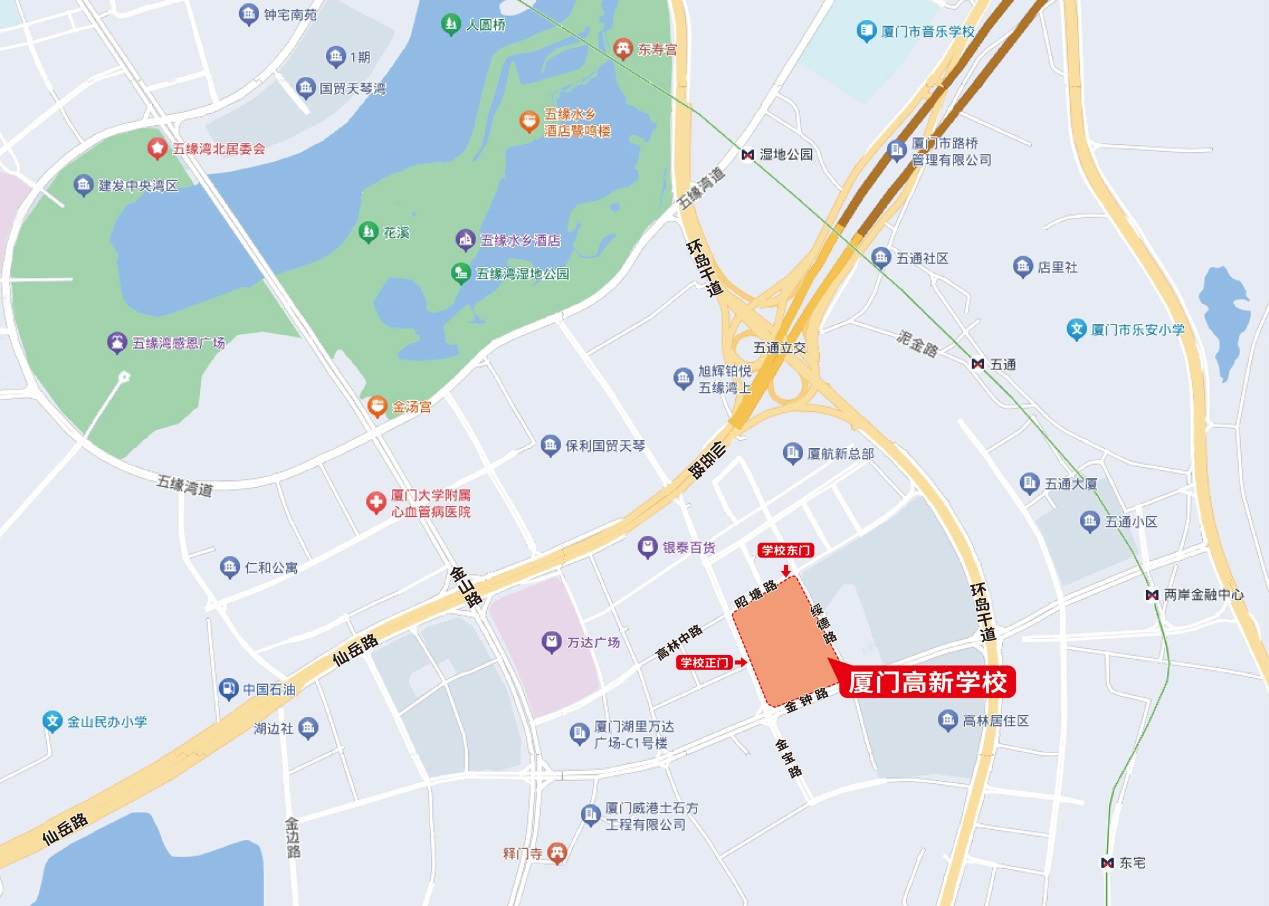 钟宅南苑
人圆桥
东寿宫
厦门市音乐学校
1期
国贸天琴湾
五缘水乡
酒店鹭鸣楼
五缘湾北居委会
湿地公园
厦门市路桥
管理有限公司
建发中央湾区
五缘湾道
花溪
五缘水乡酒店
环岛干道
五通社区
店里社
五缘湾湿地公园
厦门市乐安小学
五缘湾感恩广场
五通立交
泥金路
五通
旭辉铂悦
五缘湾上
金汤宫
保利国贸天琴
仙岳路
厦航新总部
五缘湾道
五通大厦
厦门大学附属
心血管病医院
五通小区
银泰百货
学校东门
仁和公寓
金山路
昭塘路
绥德路
环岛干道
两岸金融中心
万达广场
高林中路
仙岳路
学校正门
厦门高新学校
中国石油
金钟路
金山民办小学
湖边社
厦门湖里万达
广场-C1号楼
高林居住区
金宝路
仙岳路
金边路
厦门威港土石方
工程有限公司
释门寺
东宅